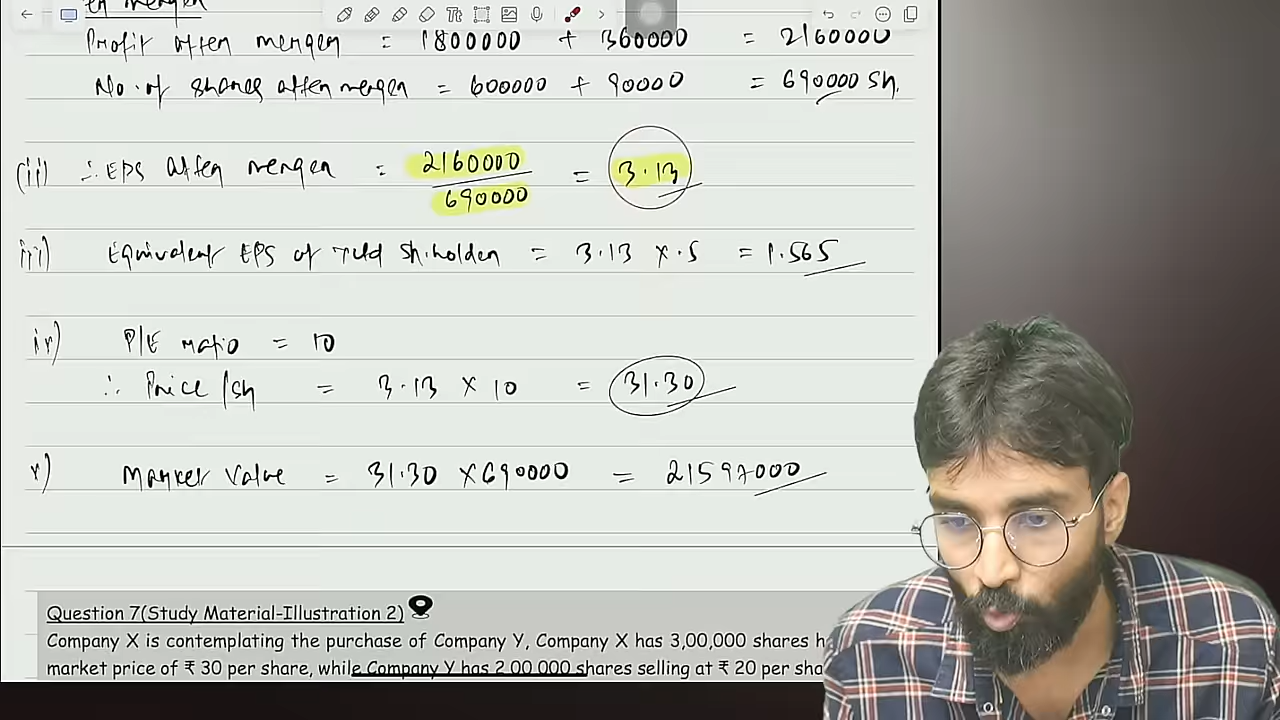 er merger
Profit after merger = 1800000 + 360000 = 2160000
No. of shares after merger = 600000 + 90000 = 690000 Sh.
(ii) ∴ EPS after merger = 2160000 / 690000 = 3.13
iii) Equivalent EPS of Tltd Sh.holder = 3.13 × .5 = 1.565
iv) P/E ratio = 10
∴ Price /Sh = 3.13 × 10 = 31.30
v) Market Value = 31.30 × 690000 = 21597000
Question 7(Study Material-Illustration 2)
Company X is contemplating the purchase of Company Y, Company X has 3,00,000 shares h
market price of ₹ 30 per share, while Company Y has 2,00,000 shares selling at ₹ 20 per sha